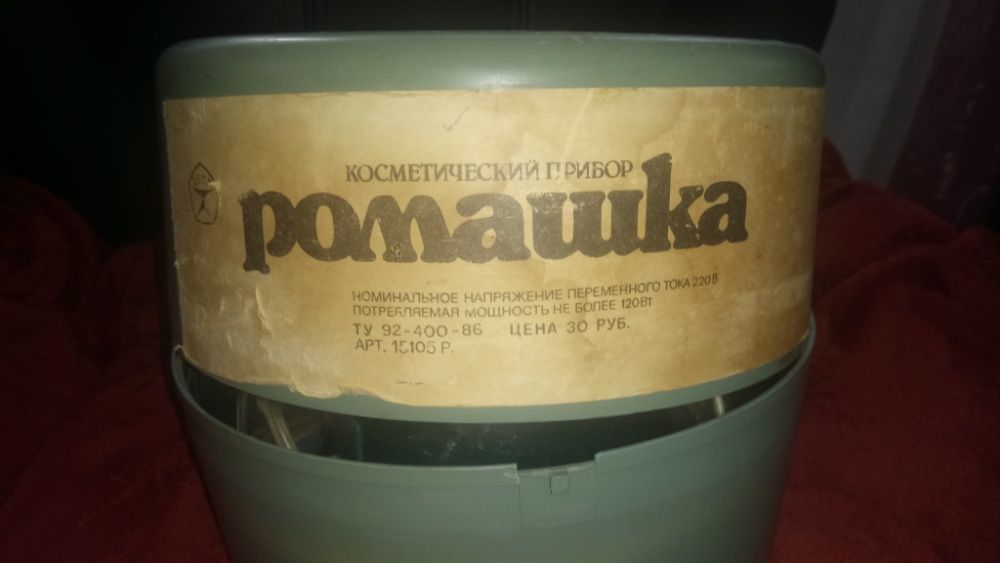 КОСМЕТИЧЕСКИЙ ПРИБОР
ромашка
НОМИНАЛЬНОЕ НАПРЯЖЕНИЕ ПЕРЕМЕННОГО ТОКА 220В
ПОТРЕБЛЯЕМАЯ МОЩНОСТЬ НЕ БОЛЕЕ 120ВТ
ТУ 92-400-86 ЦЕНА 30 РУБ.
АРТ. 15105 Р.